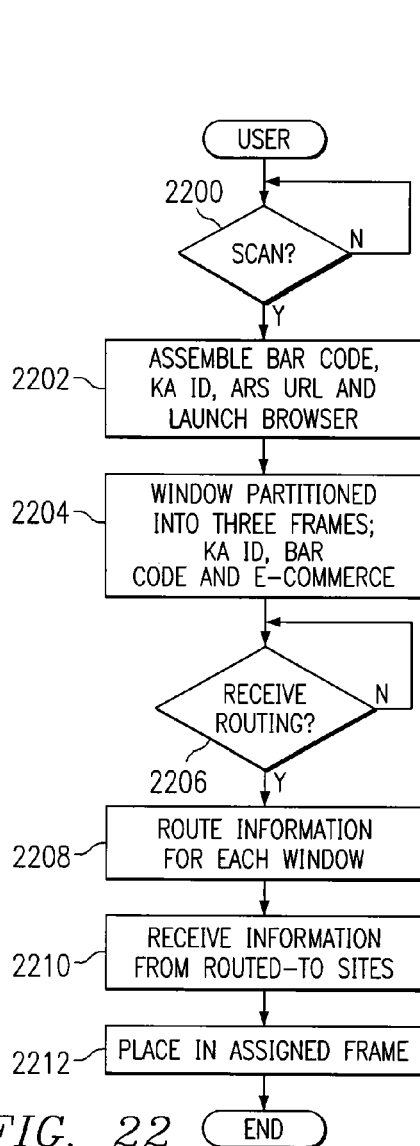 USER
2200
SCAN?
N
Y
2202
ASSEMBLE BAR CODE,
KA ID, ARS URL AND
LAUNCH BROWSER
2204
WINDOW PARTITIONED
INTO THREE FRAMES;
KA ID, BAR
CODE AND E-COMMERCE
RECEIVE
ROUTING?
N
2206
Y
2208
ROUTE INFORMATION
FOR EACH WINDOW
2210
RECEIVE INFORMATION
FROM ROUTED-TO SITES
2212
PLACE IN ASSIGNED FRAME
FIG. 22
END